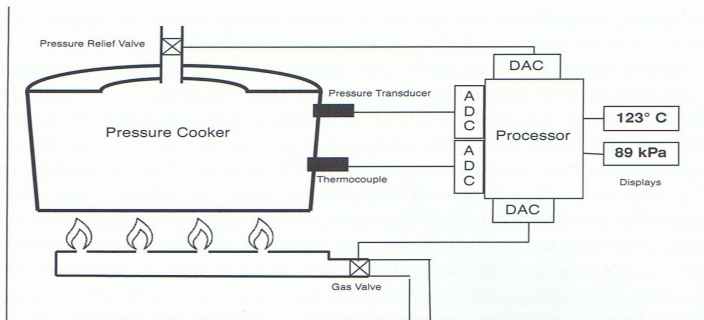 Pressure Relief Valve
DAC
Pressure Transducer
A
D
C
Processor
123° C
Pressure Cooker
A
D
C
89 kPa
Thermocouple
Displays
DAC
Gas Valve